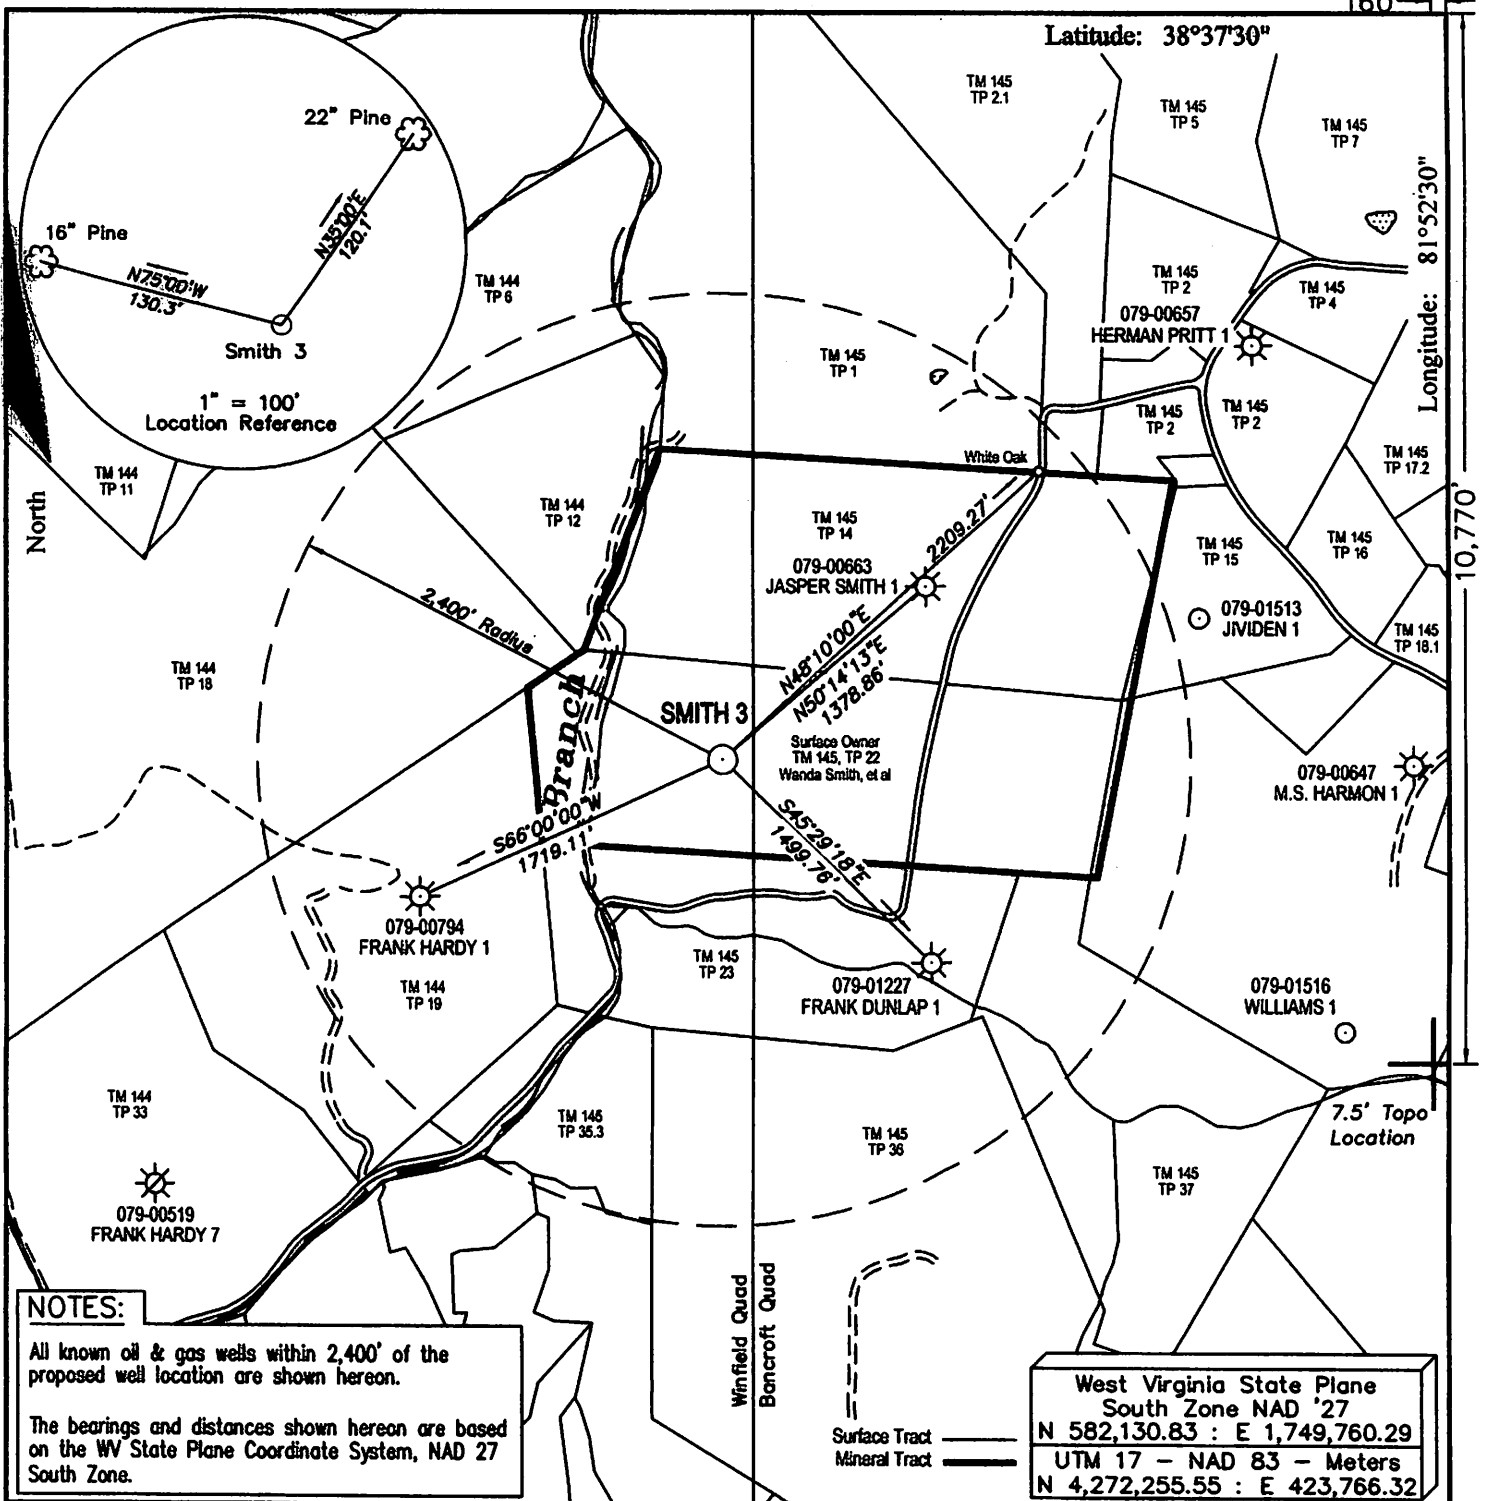 160
Latitude: 38°37'30"
Longitude: 81°52'30"
10,770'
22" Pine
N35°00'E
120.1'
16" Pine
N75°00'W
130.3'
Smith 3
1" = 100'
Location Reference
North
TM 145
TP 2.1
TM 145
TP 5
TM 145
TP 7
TM 144
TP 6
TM 145
TP 2
TM 145
TP 4
079-00657
HERMAN PRITT 1
TM 145
TP 1
TM 145
TP 2
TM 145
TP 2
TM 145
TP 17.2
White Oak
TM 144
TP 11
TM 144
TP 12
TM 145
TP 14
2209.27'
TM 145
TP 15
TM 145
TP 16
079-00663
JASPER SMITH 1
2,400' Radius
079-01513
JIVIDEN 1
TM 145
TP 18.1
TM 144
TP 18
N48°10'00"E
N50°14'13"E
1378.86'
SMITH 3
Branch
Surface Owner
TM 145, TP 22
Wanda Smith, et al
079-00647
M.S. HARMON 1
S66°00'00"W
1719.11'
S45°29'18"E
1499.76'
079-00794
FRANK HARDY 1
TM 144
TP 19
TM 145
TP 23
079-01227
FRANK DUNLAP 1
079-01516
WILLIAMS 1
TM 144
TP 33
TM 145
TP 35.3
TM 145
TP 36
7.5' Topo
Location
TM 145
TP 37
079-00519
FRANK HARDY 7
Winfield Quad
Bancroft Quad
NOTES:
All known oil & gas wells within 2,400' of the
proposed well location are shown hereon.
The bearings and distances shown hereon are based
on the WV State Plane Coordinate System, NAD 27
South Zone.
Surface Tract
Mineral Tract
West Virginia State Plane
South Zone NAD '27
N 582,130.83 : E 1,749,760.29
UTM 17 - NAD 83 - Meters
N 4,272,255.55 : E 423,766.32